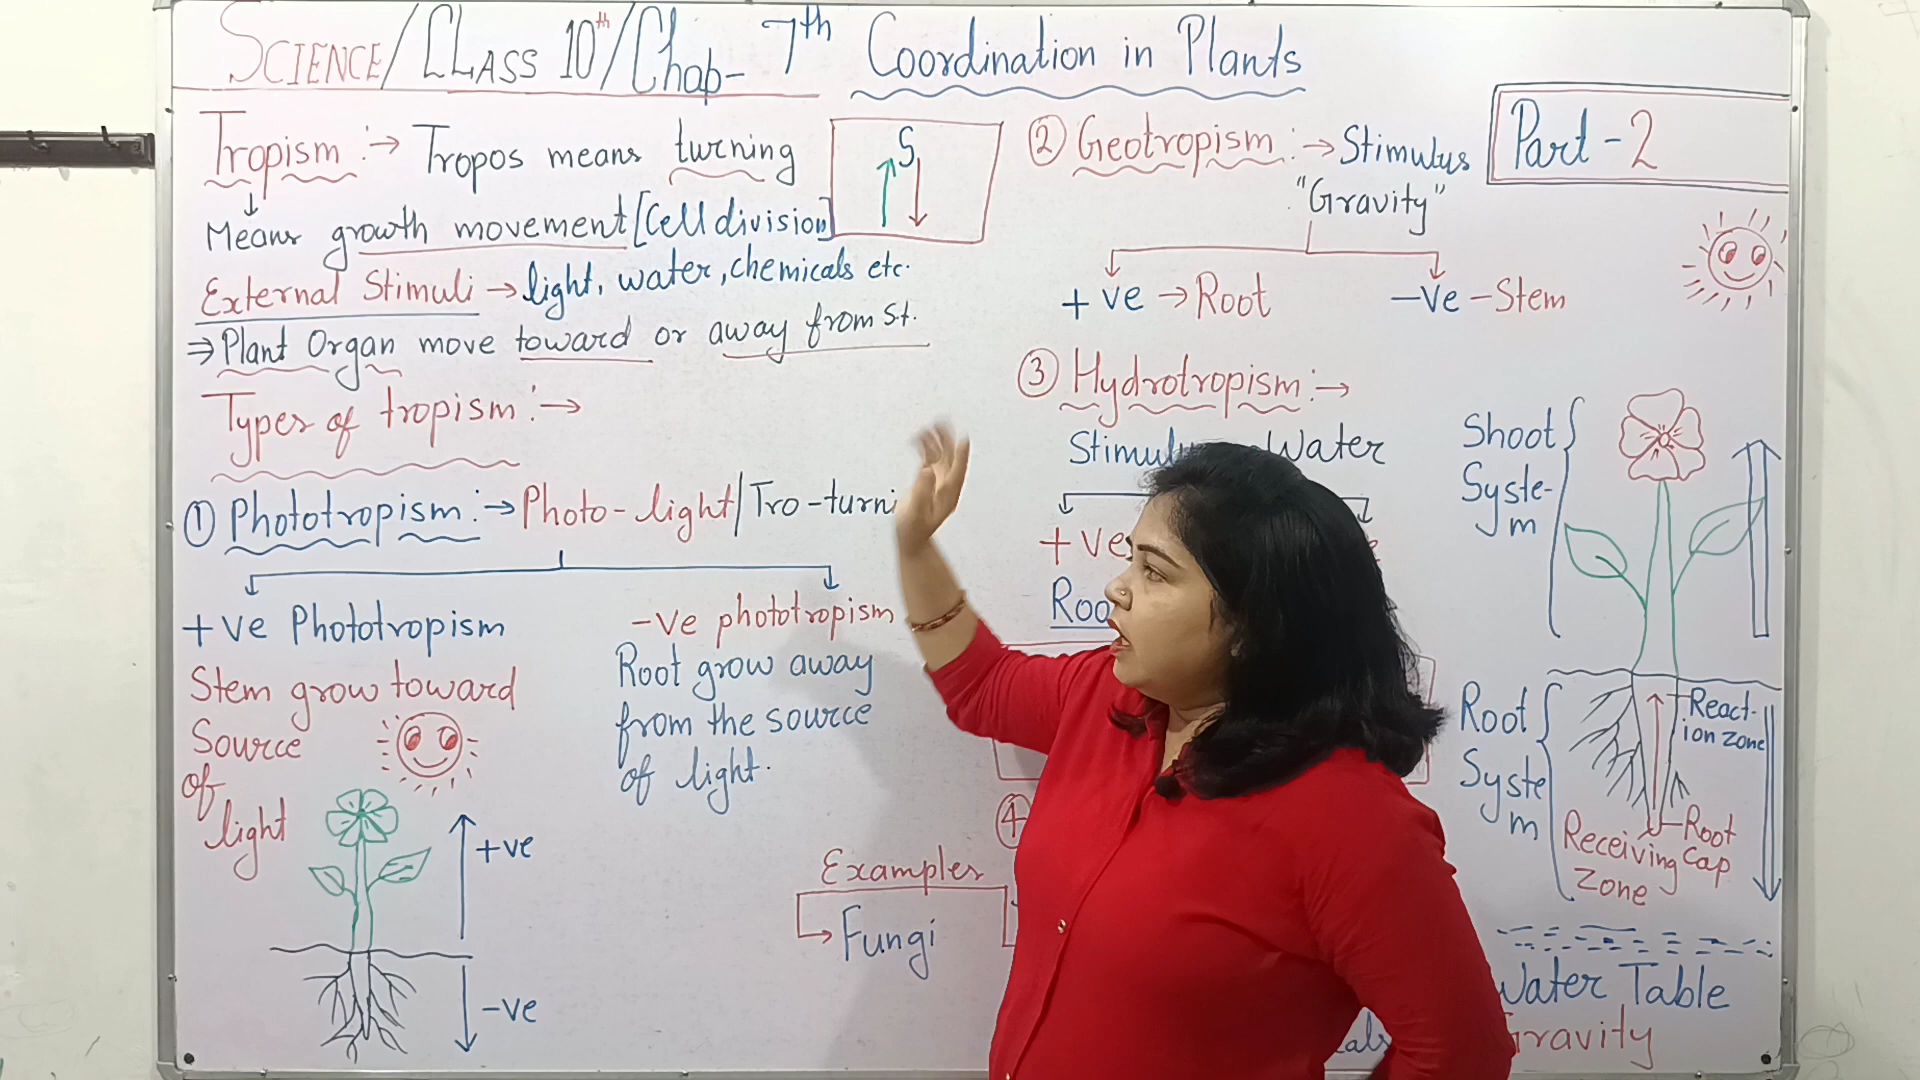 SCIENCE/CLASS 10th/Chap- 7th Coordination in Plants
Part - 2
Tropism :→ Tropos means turning
Means growth movement [Cell division]
External Stimuli → light, water, chemicals etc.
⇒ Plant Organ move toward or away from st.
S
Types of tropism :→
① Phototropism :→ Photo - light/Tro-turni
+ve Phototropism
Stem grow toward
Source
of
light
+ve
-ve
-ve phototropism
Root grow away
from the source
of light.
Examples
→ Fungi
② Geotropism :→ Stimulus
"Gravity"
+ve → Root
-ve - Stem
③ Hydrotropism :→
Water
+ve
④
Shoot
Syste-
m
Root
Syste
m
React-
ion zone
Root
Cap
Receiving
Zone
Water Table
Gravity